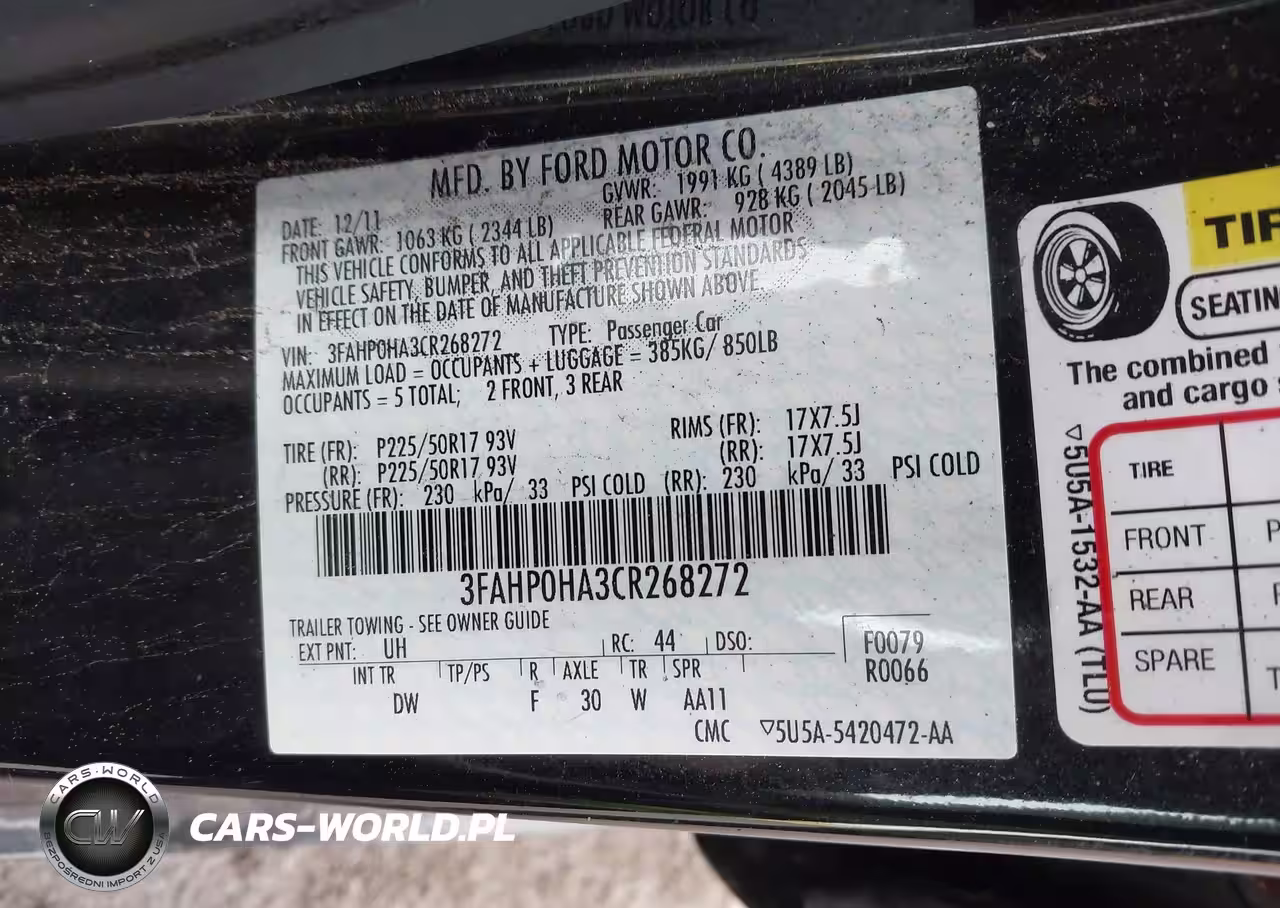 MFD. BY FORD MOTOR CO.
DATE: 12/11 GVWR: 1991 KG ( 4389 LB)
FRONT GAWR: 1063 KG ( 2344 LB) REAR GAWR: 928 KG ( 2045 LB)
THIS VEHICLE CONFORMS TO ALL APPLICABLE FEDERAL MOTOR
VEHICLE SAFETY, BUMPER, AND THEFT PREVENTION STANDARDS
IN EFFECT ON THE DATE OF MANUFACTURE SHOWN ABOVE.
VIN: 3FAHP0HA3CR268272 TYPE: Passenger Car
MAXIMUM LOAD = OCCUPANTS + LUGGAGE = 385KG/ 850LB
OCCUPANTS = 5 TOTAL; 2 FRONT, 3 REAR
TIRE (FR): P225/50R17 93V RIMS (FR): 17X7.5J
(RR): P225/50R17 93V (RR): 17X7.5J
PRESSURE (FR): 230 kPa/ 33 PSI COLD (RR): 230 kPa/ 33 PSI COLD
3FAHP0HA3CR268272
TRAILER TOWING - SEE OWNER GUIDE
EXT PNT: UH RC: 44 DSO: F0079
INT TR TP/PS R AXLE TR SPR R0066
DW F 30 W AA11
CMC ▽5U5A-5420472-AA
SEATIN
The combined
and cargo
TIRE
FRONT
REAR
SPARE
▽5U5A-1532-AA (TL0)
CARS-WORLD
CW
BEZPOŚREDNI IMPORT Z USA
CARS-WORLD.PL